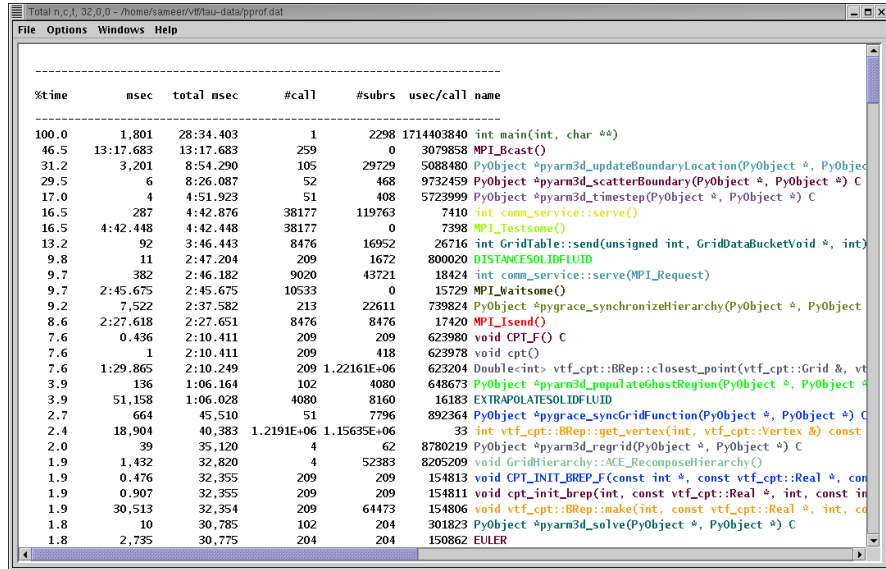 Total n,c,t, 32,0,0 - /home/sameer/vtf/tau-data/pprof.dat
File Options Windows Help
---------------------------------------------------------------
%time msec total msec #call #subrs usec/call name
---------------------------------------------------------------
100.0 1,801 28:34.403 1 2298 1714403840 int main(int, char **)
46.5 13:17.683 13:17.683 259 0 3079858 MPI_Bcast()
31.2 3,201 8:54.290 105 29729 5088480 PyObject *pyarm3d_updateBoundaryLocation(PyObject *, PyObjec
29.5 6 8:26.087 52 468 9732459 PyObject *pyarm3d_scatterBoundary(PyObject *, PyObject *) C
17.0 4 4:51.923 51 408 5723999 PyObject *pyarm3d_timestep(PyObject *, PyObject *) C
16.5 287 4:42.876 38177 119763 7410 int comm_service::serve()
16.5 4:42.448 4:42.448 38177 0 7398 MPI_Testsome()
13.2 92 3:46.443 8476 16952 26716 int GridTable::send(unsigned int, GridDataBucketVoid *, int)
9.8 11 2:47.204 209 1672 800020 DISTANCESOLIDFLUID
9.7 382 2:46.182 9020 43721 18424 int comm_service::serve(MPI_Request)
9.7 2:45.675 2:45.675 10533 0 15729 MPI_Waitsome()
9.2 7,522 2:37.582 213 22611 739824 PyObject *pygrace_synchronizeHierarchy(PyObject *, PyObject
8.6 2:27.618 2:27.651 8476 8476 17420 MPI_Isend()
7.6 0.436 2:10.411 209 209 623980 void CPT_F() C
7.6 1 2:10.411 209 418 623978 void cpt()
7.6 1:29.865 2:10.249 209 1.22161E+06 623204 Double<int> vtf_cpt::BRep::closest_point(vtf_cpt::Grid &, vt
3.9 136 1:06.164 102 4080 648673 PyObject *pyarm3d_populateGhostRegion(PyObject *, PyObject *
3.9 51,158 1:06.028 4080 8160 16183 EXTRAPOLATESOLIDFLUID
2.7 664 45,510 51 7796 892364 PyObject *pygrace_syncGridFunction(PyObject *, PyObject *) C
2.4 18,904 40,383 1.2191E+06 1.15635E+06 33 int vtf_cpt::BRep::get_vertex(int, vtf_cpt::Vertex &) const
2.0 39 35,120 4 62 8780219 PyObject *pyarm3d_regrid(PyObject *, PyObject *) C
1.9 1,432 32,820 4 52383 8205209 void GridHierarchy::ACE_RecomposeHierarchy()
1.9 0.476 32,355 209 209 154813 void CPT_INIT_BREP_F(const int *, const vtf_cpt::Real *, con
1.9 0.907 32,355 209 209 154811 void cpt_init_brep(int, const vtf_cpt::Real *, int, const in
1.9 30,513 32,354 209 64473 154806 void vtf_cpt::BRep::make(int, const vtf_cpt::Real *, int, co
1.8 10 30,785 102 204 301823 PyObject *pyarm3d_solve(PyObject *, PyObject *) C
1.8 2,735 30,775 204 204 150862 EULER